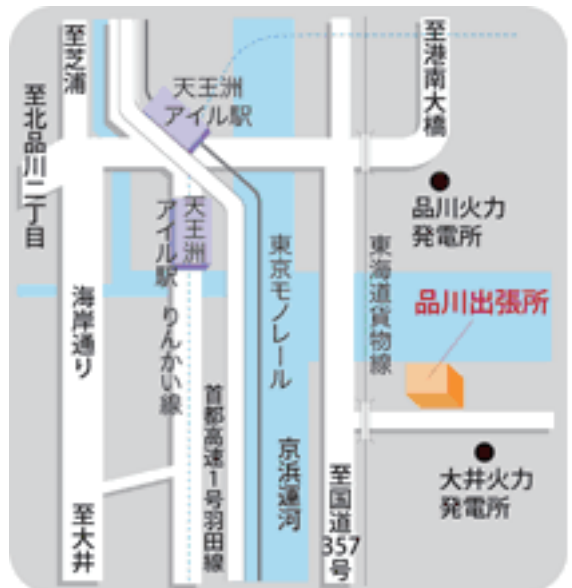 至芝浦
至北品川二丁目
天王洲
アイル駅
至港南大橋
品川火力
発電所
天王洲
アイル駅
りんかい線
海岸通り
東京モノレール
東海道貨物線
品川出張所
首都高速1号羽田線
京浜運河
至国道
357
号
大井火力
発電所
至大井